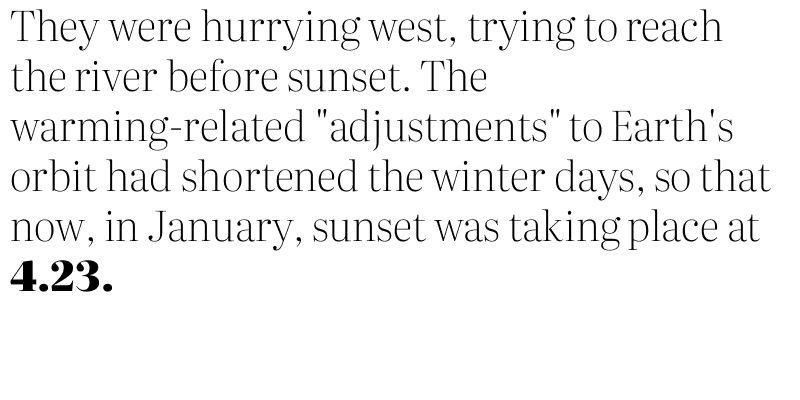 They were hurrying west, trying to reach
the river before sunset. The
warming-related "adjustments" to Earth's
orbit had shortened the winter days, so that
now, in January, sunset was taking place at
4.23.